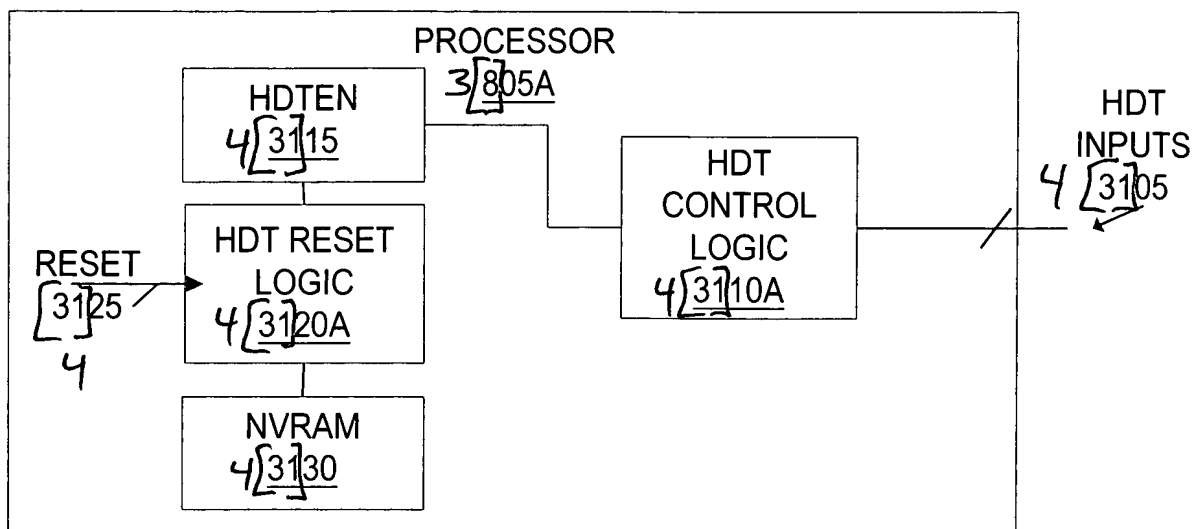 PROCESSOR
3[8]05A
HDTEN
4[31]15
HDT
INPUTS
4[31]05
HDT
CONTROL
LOGIC
4[31]10A
HDT RESET
LOGIC
4[31]20A
RESET
[31]25
4
NVRAM
4[31]30